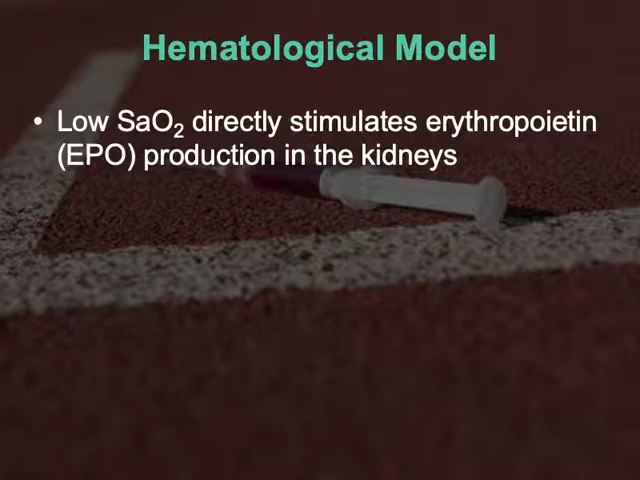 Hematological Model
• Low SaO₂ directly stimulates erythropoietin
(EPO) production in the kidneys